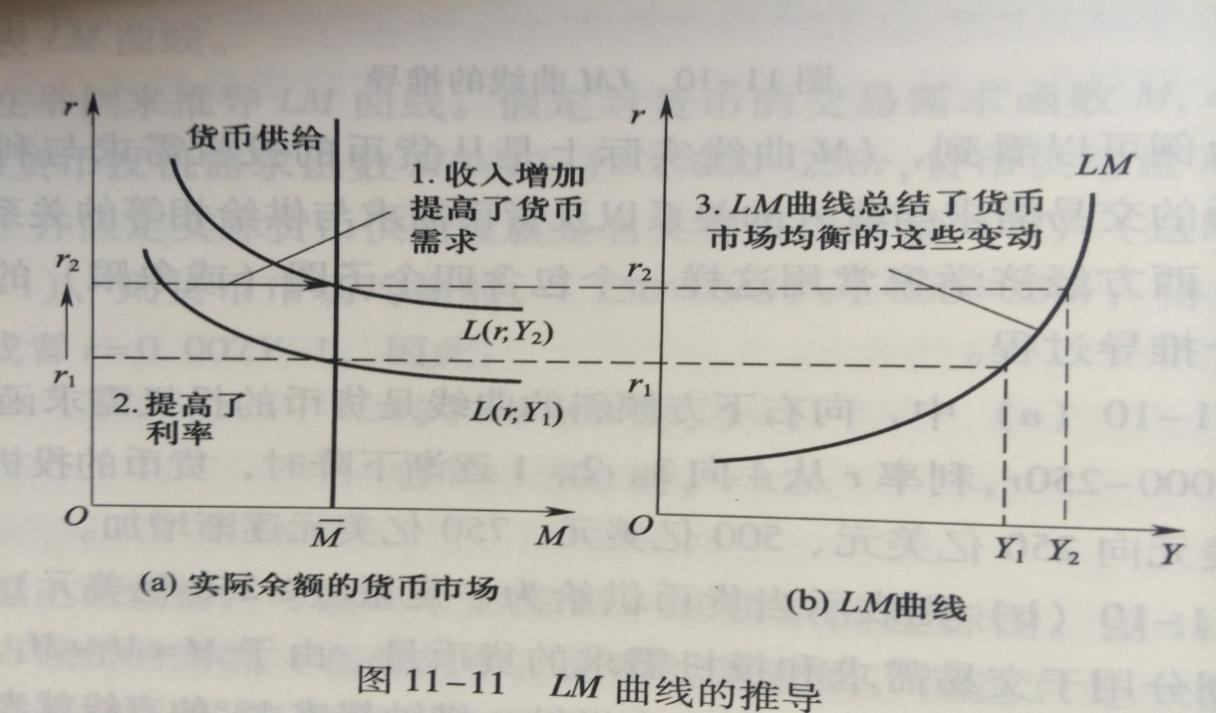 r
货币供给
1. 收入增加
提高了货币
需求
r₂
L(r,Y₂)
r₁
2. 提高了
利率
L(r,Y₁)
O
M
M
(a) 实际余额的货币市场
r
LM
3. LM曲线总结了货币
市场均衡的这些变动
r₂
r₁
O
Y₁
Y₂
Y
(b) LM曲线
图 11-11 LM 曲线的推导